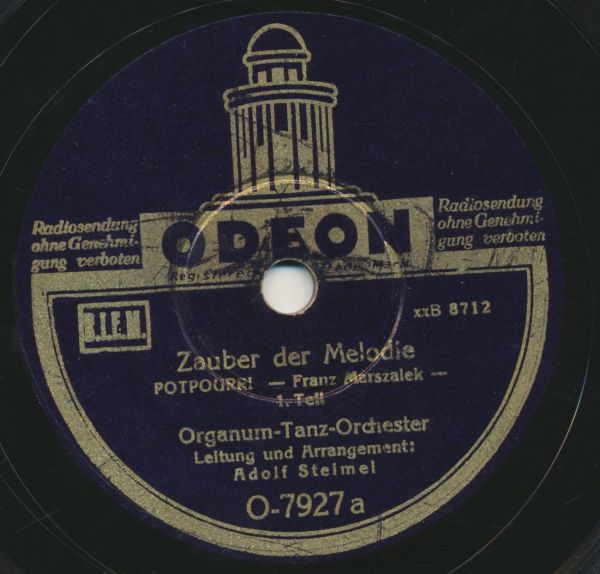 Radiosendung
ohne Genehmi-
gung verboten
ODEON
Radiosendung
ohne Genehmi-
gung verboten
B.I.E.M.
xxB 8712
Zauber der Melodie
POTPOURRI — Franz Marszalek —
1. Teil
Organum-Tanz-Orchester
Leitung und Arrangement:
Adolf Steimel
O-7927a